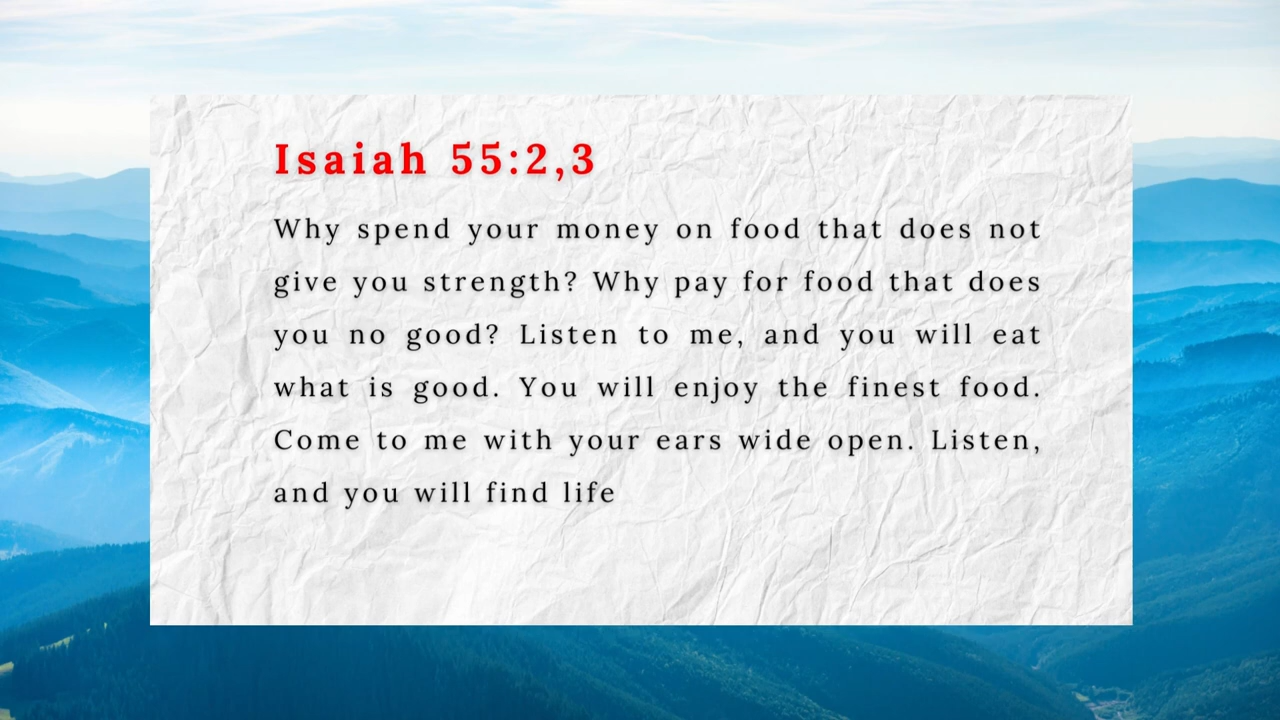 Isaiah 55:2,3
Why spend your money on food that does not
give you strength? Why pay for food that does
you no good? Listen to me, and you will eat
what is good. You will enjoy the finest food.
Come to me with your ears wide open. Listen,
and you will find life